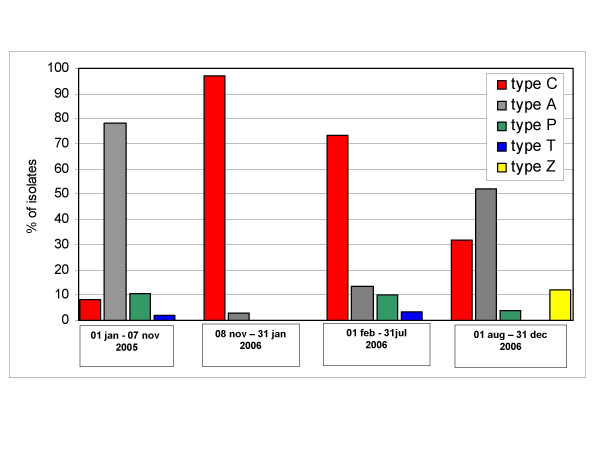 100
90
80
70
60
50
40
30
20
10
0
% of isolates
type C
type A
type P
type T
type Z
01 jan - 07 nov
2005
08 nov – 31 jan
2006
01 feb - 31jul
2006
01 aug – 31 dec
2006